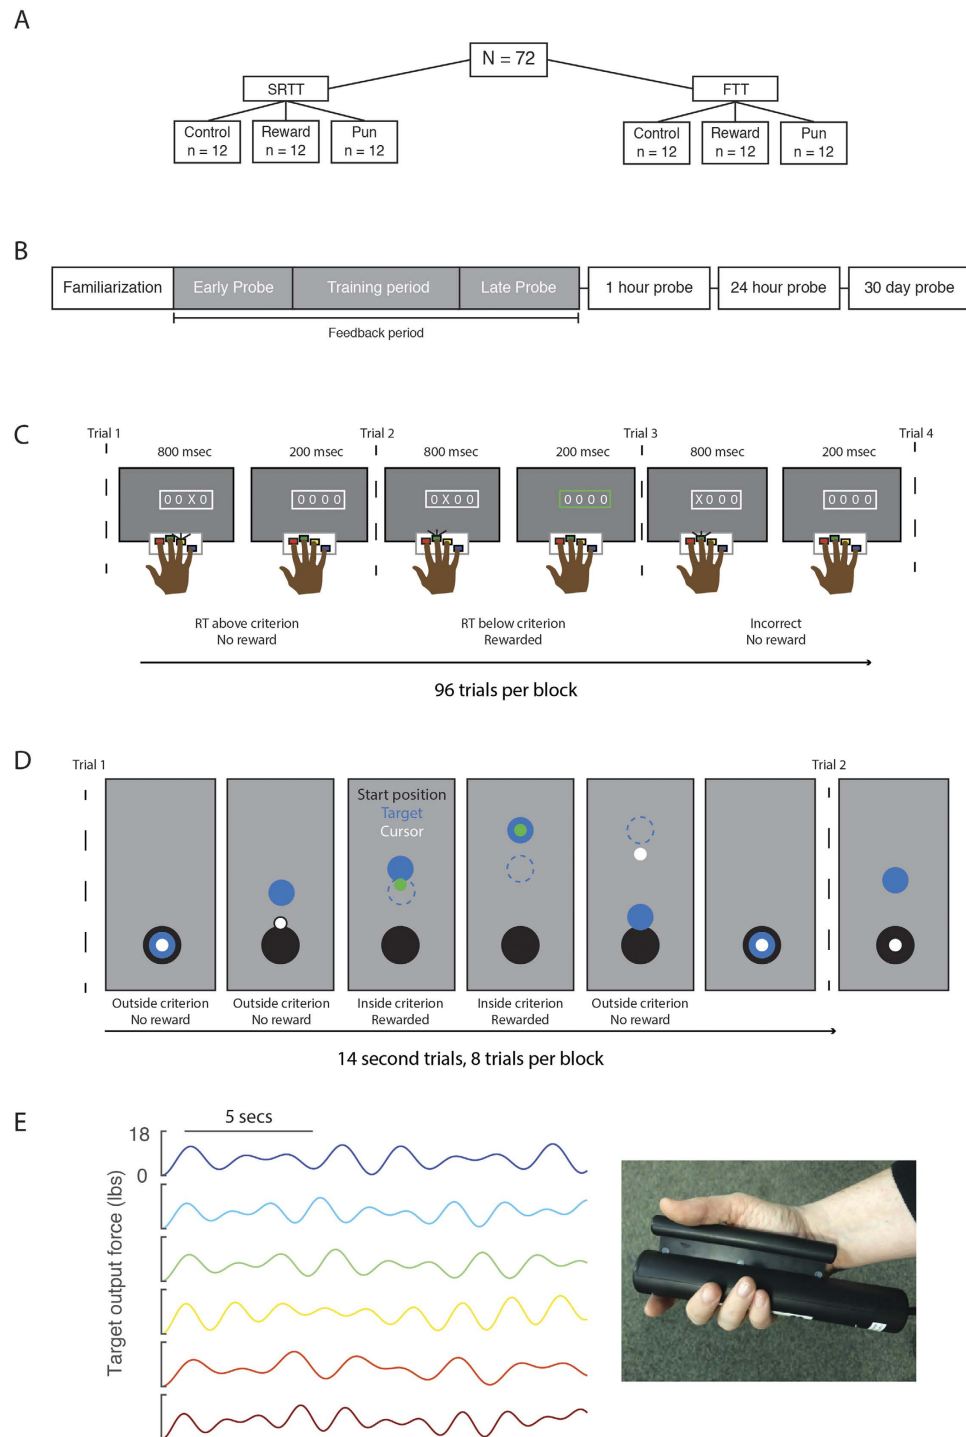 A
N = 72
SRTT
FTT
Control
n = 12
Reward
n = 12
Pun
n = 12
Control
n = 12
Reward
n = 12
Pun
n = 12
B
Familiarization
Early Probe
Training period
Late Probe
1 hour probe
24 hour probe
30 day probe
Feedback period
C
Trial 1
Trial 2
Trial 3
Trial 4
800 msec
200 msec
800 msec
200 msec
800 msec
200 msec
0 0 X 0
0 0 0 0
0 X 0 0
0 0 0 0
X 0 0 0
0 0 0 0
RT above criterion
No reward
RT below criterion
Rewarded
Incorrect
No reward
96 trials per block
D
Trial 1
Trial 2
Start position
Target
Cursor
Outside criterion
No reward
Outside criterion
No reward
Inside criterion
Rewarded
Inside criterion
Rewarded
Outside criterion
No reward
14 second trials, 8 trials per block
E
5 secs
18
0
Target output force (lbs)